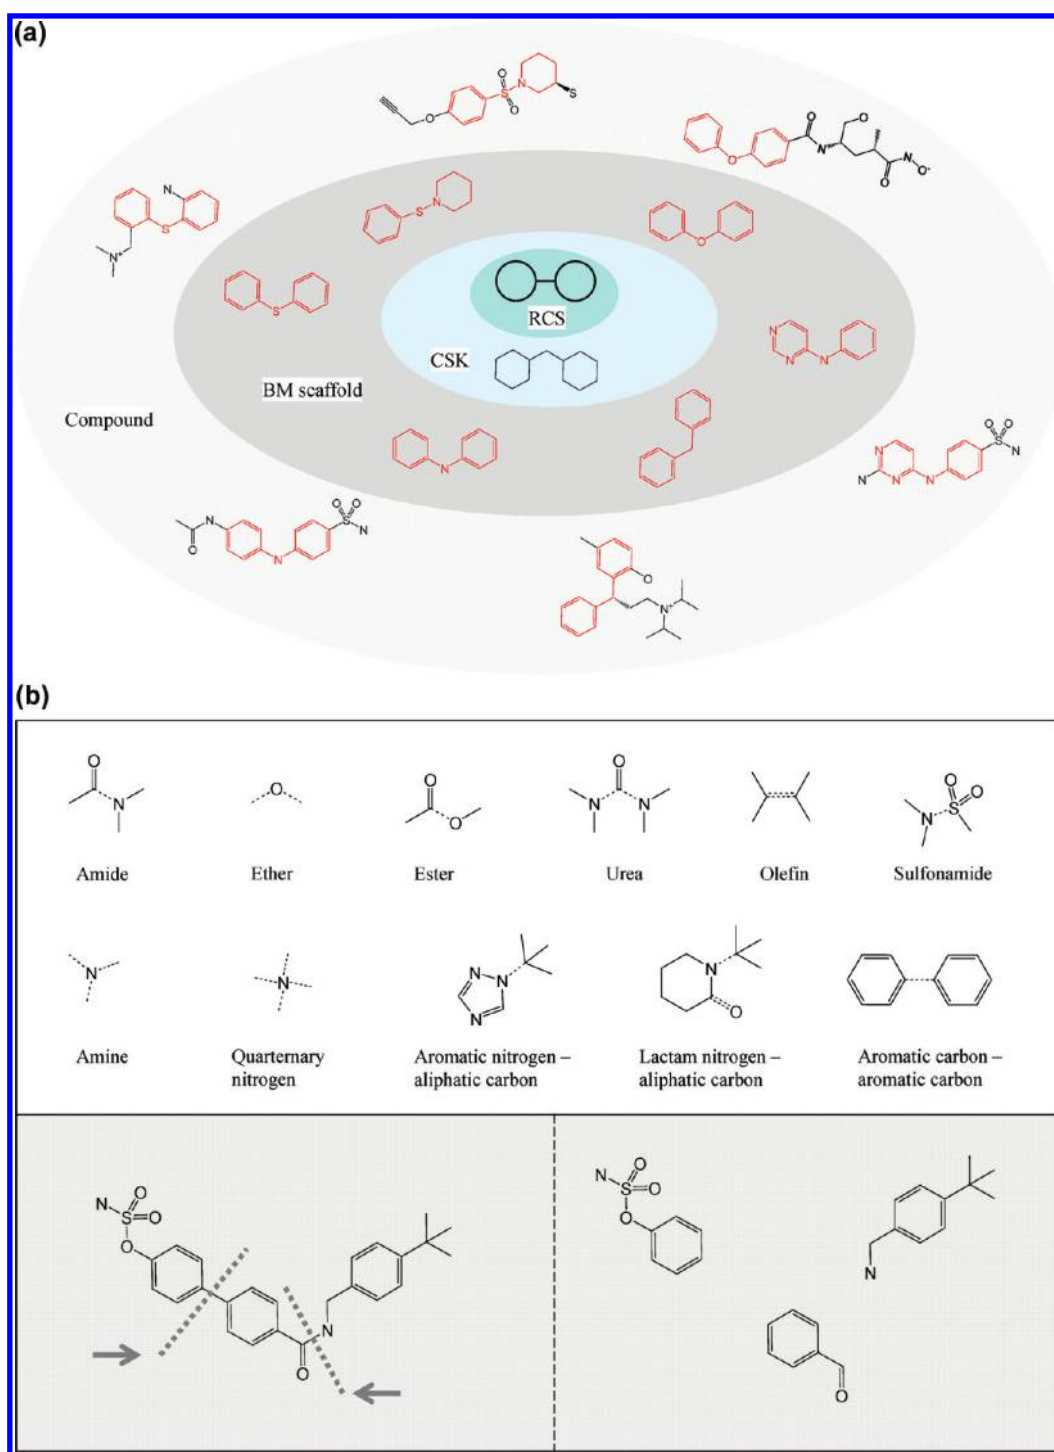 (a)
RCS
CSK
BM scaffold
Compound
(b)
Amide
Ether
Ester
Urea
Olefin
Sulfonamide
Amine
Quarternary
nitrogen
Aromatic nitrogen –
aliphatic carbon
Lactam nitrogen –
aliphatic carbon
Aromatic carbon –
aromatic carbon